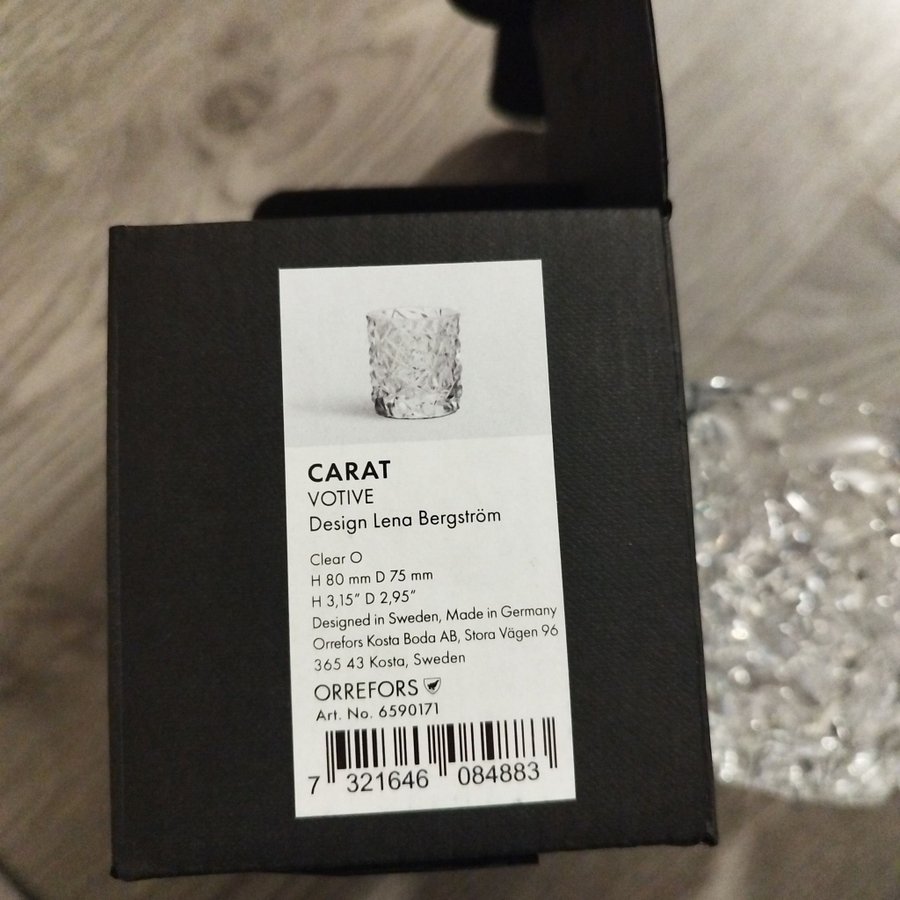 CARAT
VOTIVE
Design Lena Bergström
Clear O
H 80 mm D 75 mm
H 3,15” D 2,95”
Designed in Sweden, Made in Germany
Orrefors Kosta Boda AB, Stora Vägen 96
365 43 Kosta, Sweden
ORREFORS
Art. No. 6590171
7 321646 084883